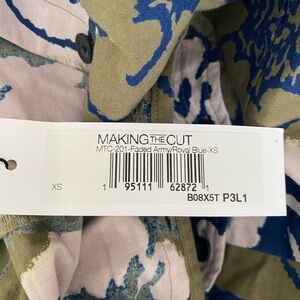 MAKING THE CUT
MTC-201-Faded Army/Royal Blue-XS
XS
1 95111 62872 1
B08X5T P3L1